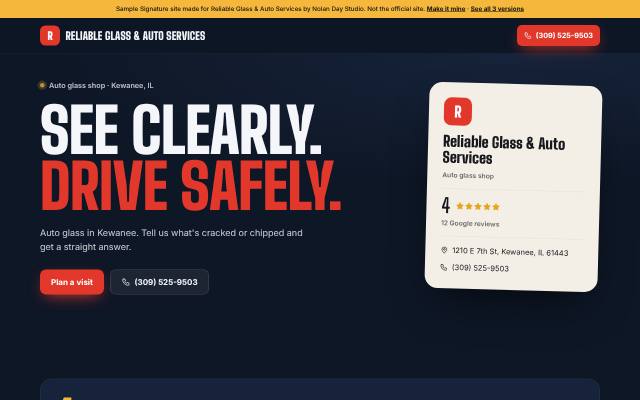 Sample Signature site made for Reliable Glass & Auto Services by Nolan Day Studio. Not the official site. Make it mine · See all 3 versions
R RELIABLE GLASS & AUTO SERVICES
(309) 525-9503
Auto glass shop · Kewanee, IL
SEE CLEARLY.
DRIVE SAFELY.
Auto glass in Kewanee. Tell us what's cracked or chipped and
get a straight answer.
Plan a visit
(309) 525-9503
R
Reliable Glass & Auto
Services
Auto glass shop
4 ★★★★★
12 Google reviews
1210 E 7th St, Kewanee, IL 61443
(309) 525-9503